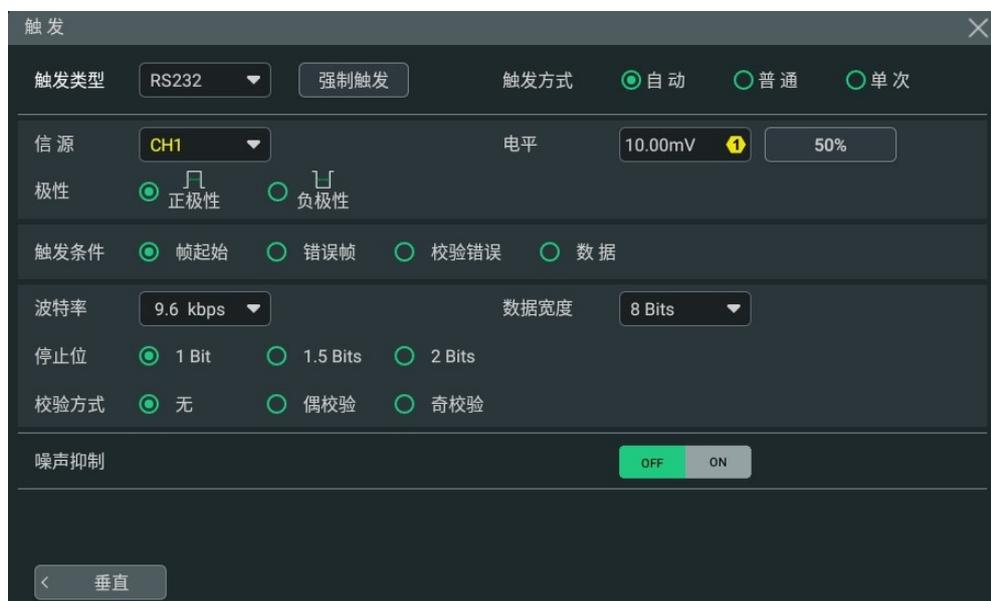 触发
触发类型 RS232 强制触发 触发方式 自动 普通 单次
信源 CH1 电平 10.00mV 1 50%
极性 正极性 负极性
触发条件 帧起始 错误帧 校验错误 数据
波特率 9.6 kbps 数据宽度 8 Bits
停止位 1 Bit 1.5 Bits 2 Bits
校验方式 无 偶校验 奇校验
噪声抑制 OFF ON
垂直